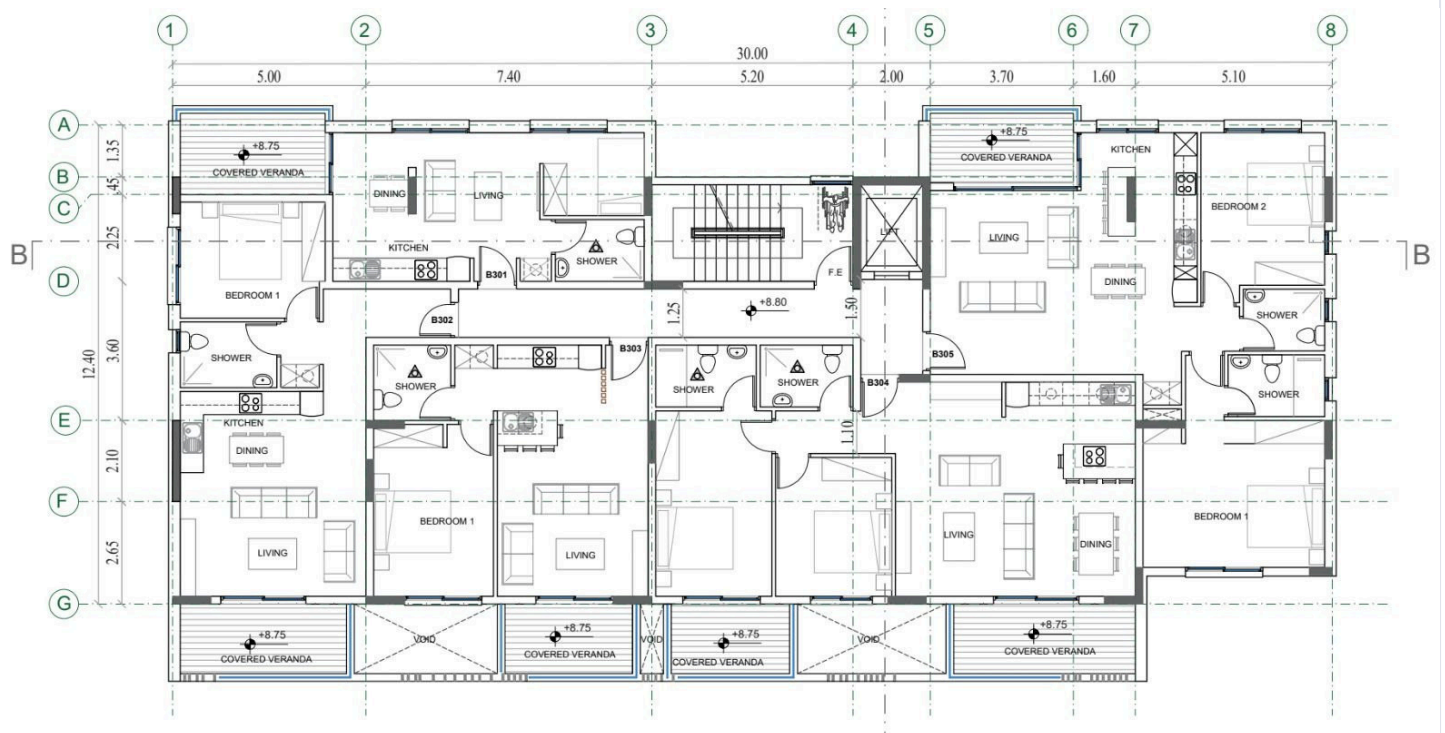 1 2 3 4 5 6 7 8
30.00
5.00 7.40 5.20 2.00 3.70 1.60 5.10
A
B
C
D
E
F
G
1.35
45
2.25
3.60
2.10
2.65
12.40
B
B
+8.75
COVERED VERANDA
DINING
LIVING
KITCHEN
B301
SHOWER
BEDROOM 1
B302
SHOWER
KITCHEN
DINING
LIVING
+8.75
COVERED VERANDA
F.E
LIFT
1.25
+8.80
1.50
B303
SHOWER
BEDROOM 1
LIVING
VOID
+8.75
COVERED VERANDA
VOID
SHOWER
SHOWER
B304
1.10
+8.75
COVERED VERANDA
VOID
LIVING
DINING
+8.75
COVERED VERANDA
+8.75
COVERED VERANDA
KITCHEN
BEDROOM 2
LIVING
DINING
B305
SHOWER
SHOWER
BEDROOM 1